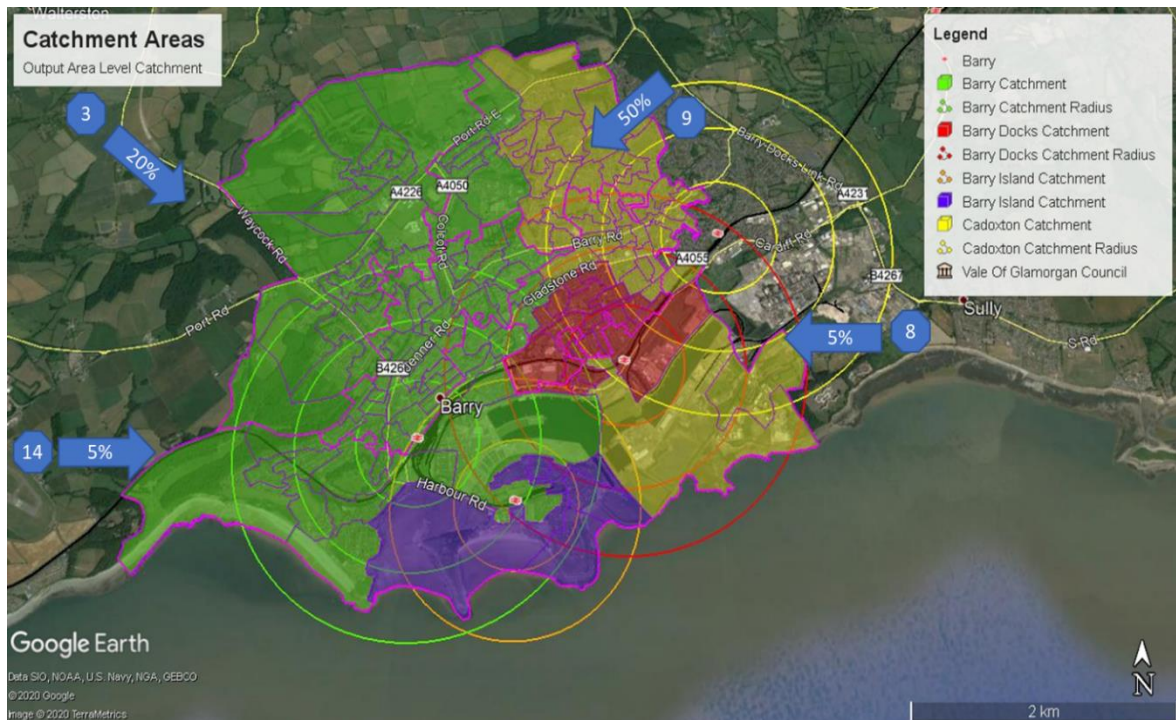 Walterston
Catchment Areas
Output Area Level Catchment
3
20%
50%
9
Port Rd E
A4226
A4050
Colcot Rd
Waycock Rd
Port Rd
Barry Docks Link Rd
A4231
Barry Rd
A4055
Cardiff Rd
Gladstone Rd
B4267
Sully
S Rd
5%
8
Jenner Rd
B4266
Barry
14
5%
Harbour Rd
Legend
Barry
Barry Catchment
Barry Catchment Radius
Barry Docks Catchment
Barry Docks Catchment Radius
Barry Island Catchment
Barry Island Catchment
Cadoxton Catchment
Cadoxton Catchment Radius
Vale Of Glamorgan Council
Google Earth
Data SIO, NOAA, U.S. Navy, NGA, GEBCO
© 2020 Google
Image © 2020 TerraMetrics
N
2 km